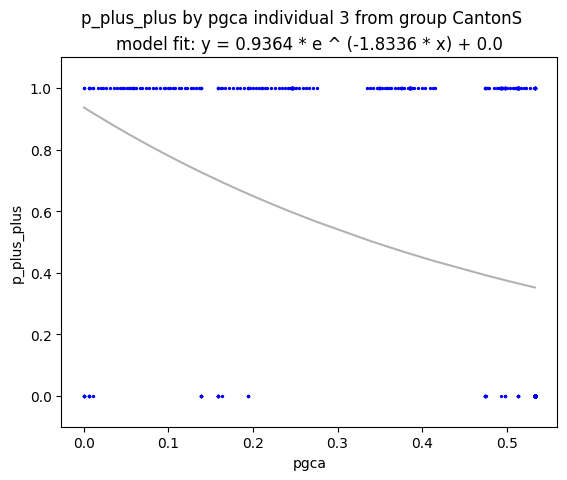 p_plus_plus by pgca individual 3 from group CantonS
model fit: y = 0.9364 * e ^ (-1.8336 * x) + 0.0
1.0
0.8
0.6
0.4
0.2
0.0
p_plus_plus
0.0 0.1 0.2 0.3 0.4 0.5
pgca